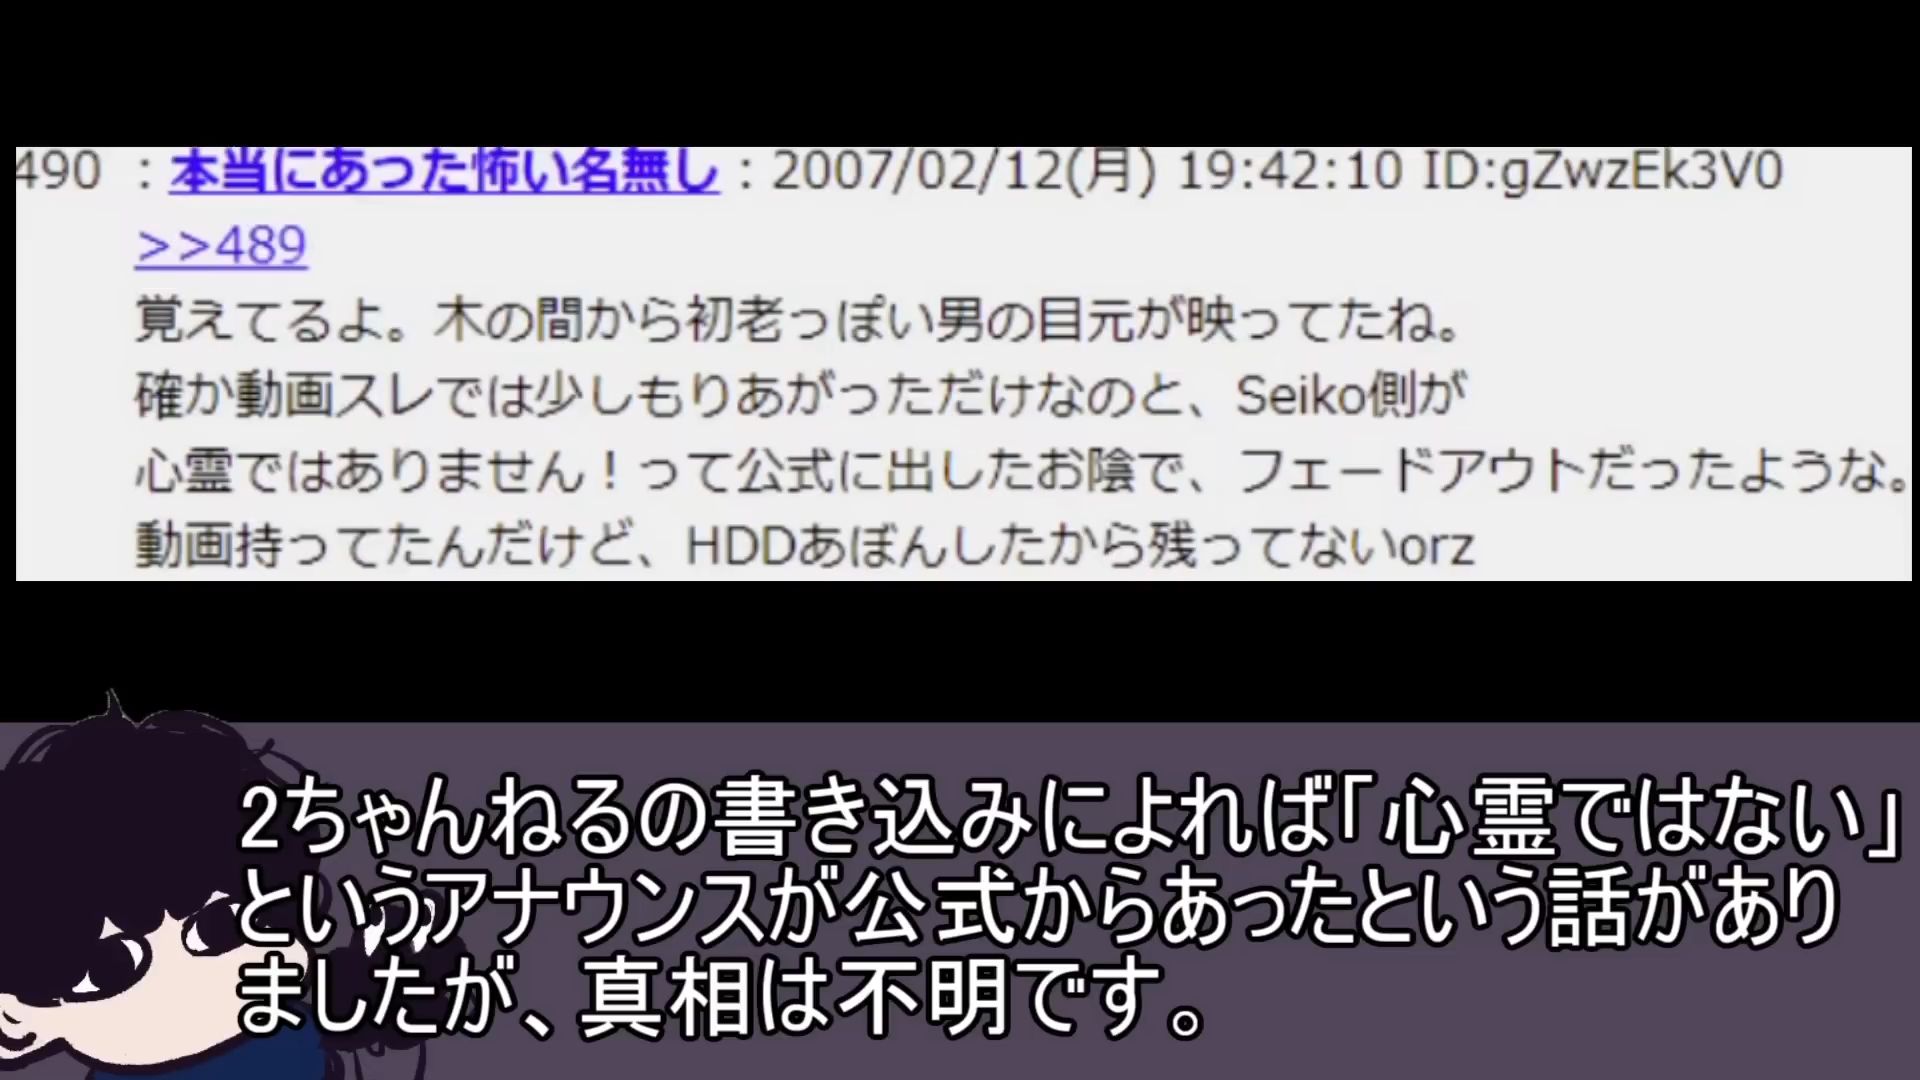 490 ：本当にあった怖い名無し：2007/02/12(月) 19:42:10 ID:gZwzEk3V0
>>489
覚えてるよ。木の間から初老っぽい男の目元が映ってたね。
確か動画スレでは少しもりあがっただけなのと、Seiko側が
心霊ではありません！って公式に出したお陰で、フェードアウトだったような。
動画持ってたんだけど、HDDあぼんしたから残ってないorz
2ちゃんねるの書き込みによれば「心霊ではない」
というアナウンスが公式からあったという話があり
ましたが、真相は不明です。